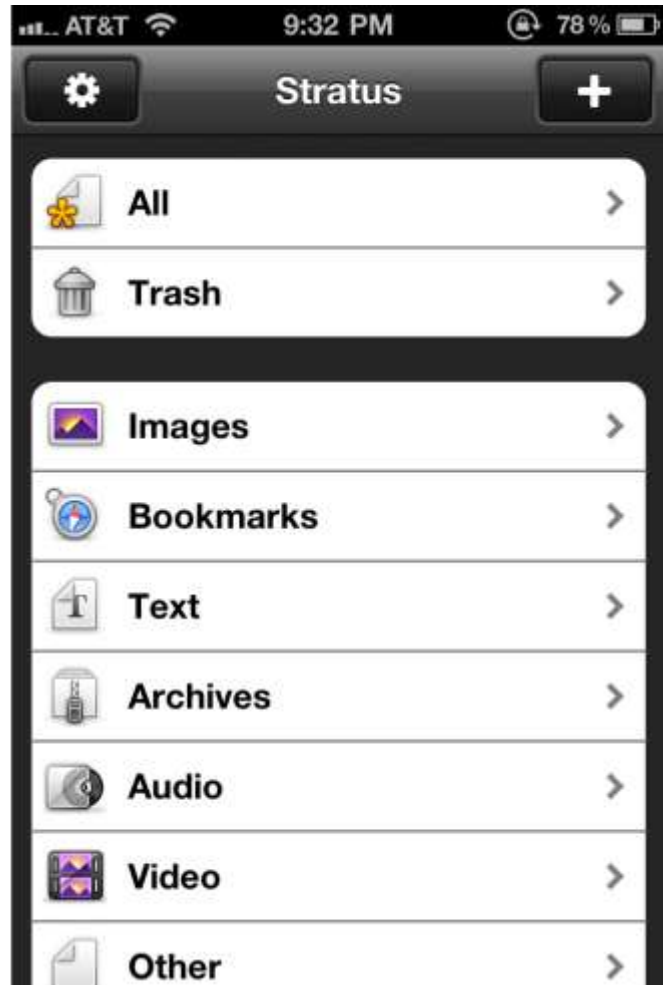 AT&T 9:32 PM 78%
Stratus
All
Trash
Images
Bookmarks
Text
Archives
Audio
Video
Other